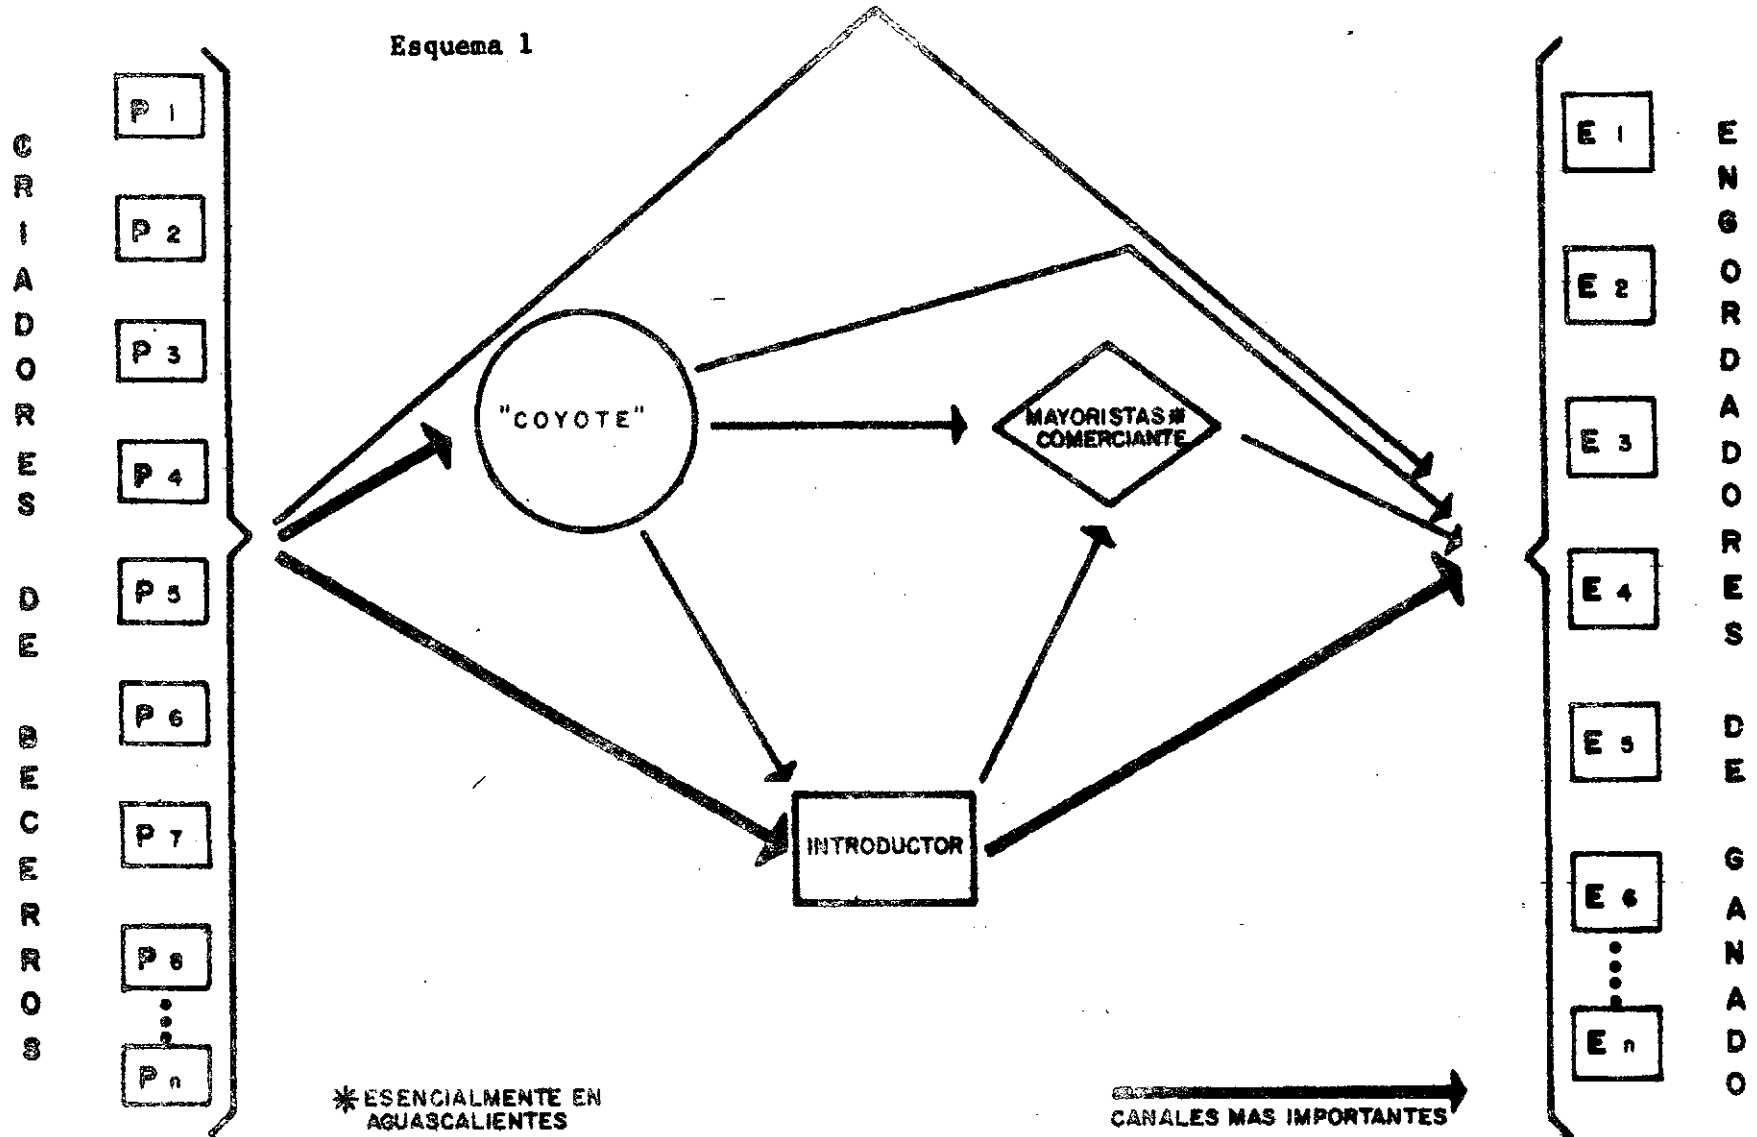 Esquema 1
CRIADORES DE BECERROS
P 1
P 2
P 3
P 4
P 5
P 6
P 7
P 8
P n
"COYOTE"
MAYORISTAS*
COMERCIANTE
INTRODUCTOR
E 1
E 2
E 3
E 4
E 5
E 6
E n
ENGORDADORES DE GANADO
* ESENCIALMENTE EN
AGUASCALIENTES
CANALES MAS IMPORTANTES